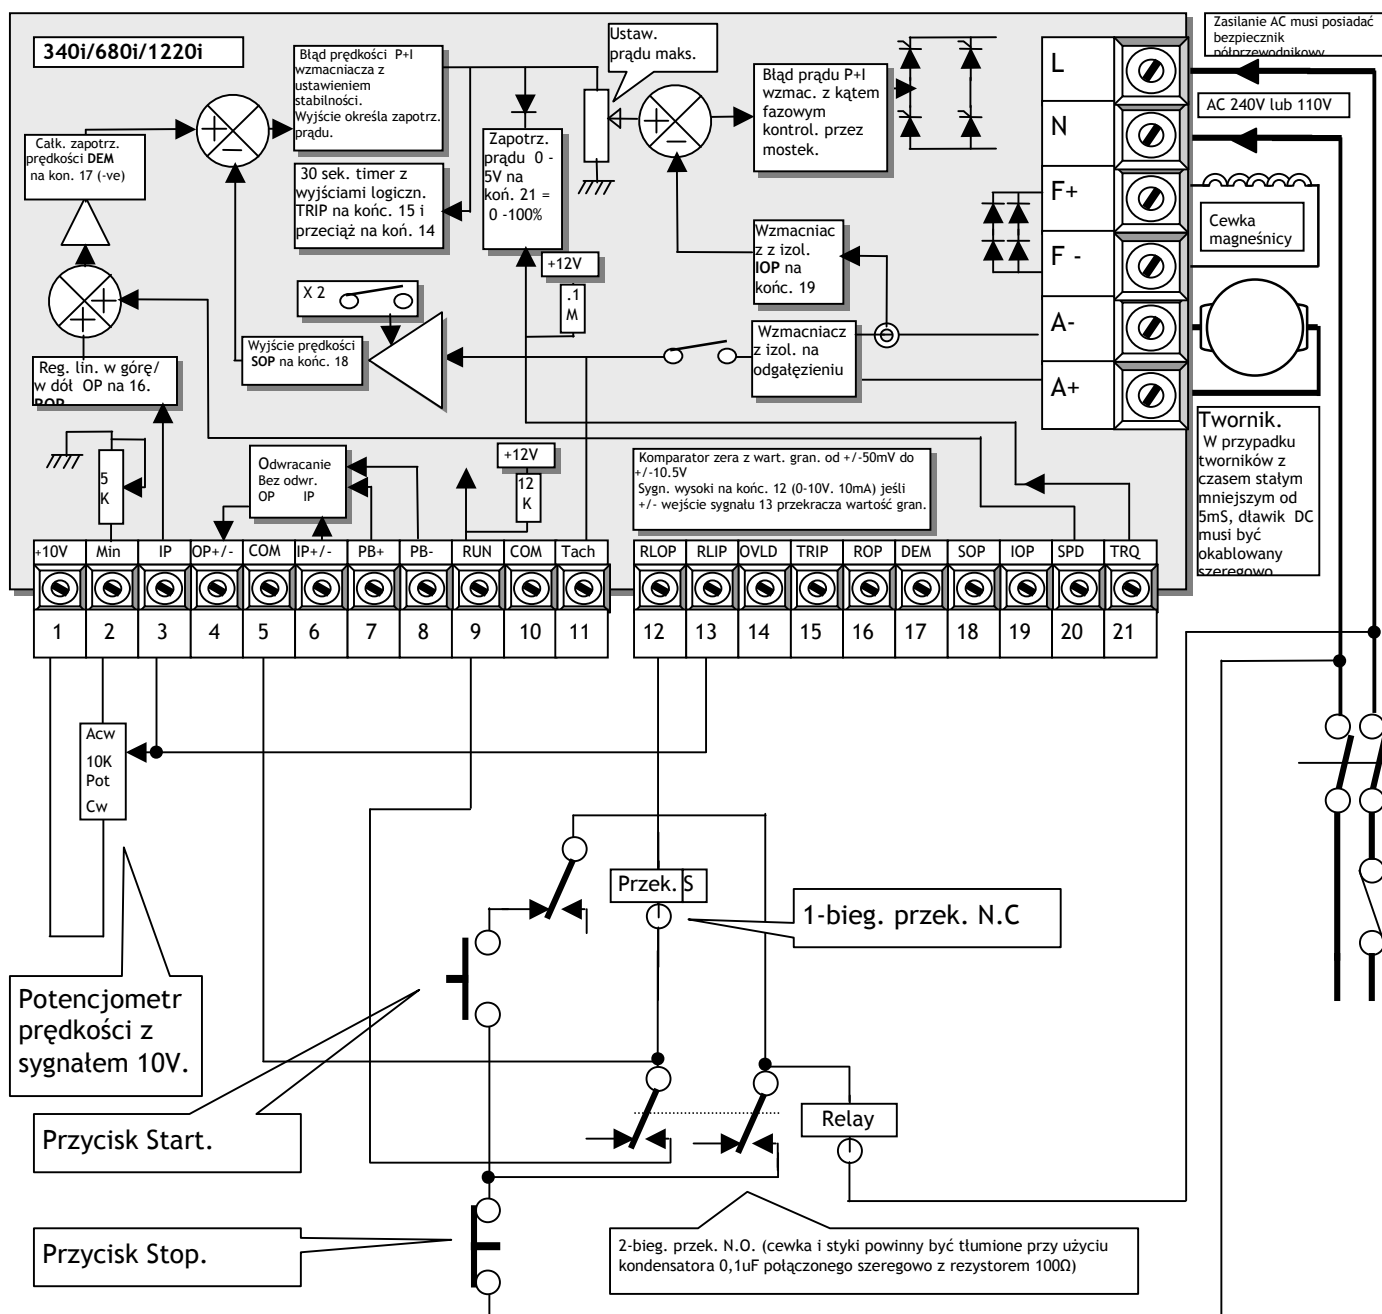 340i/680i/1220i
Błąd prędkości P+I
wzmacniacza z
ustawieniem
stabilności.
Wyjście określa zapotrz.
prądu.
Ustaw.
prądu maks.
Zasilanie AC musi posiadać
bezpiecznik
półprzewodnikowy
AC 240V lub 110V
L
N
F+
F -
A-
A+
Błąd prądu P+I
wzmac. z kątem
fazowym
kontrol. przez
mostek.
Całk. zapotrz.
prędkości DEM
na kon. 17 (-ve)
30 sek. timer z
wyjściami logiczn.
TRIP na końc. 15 i
przeciąż na koń. 14
Zapotrz.
prądu 0 -
5V na
koń. 21 =
0 -100%
Cewka
magneśnicy
Wzmacniac
z z izol.
IOP na
końc. 19
+12V
.1
M
X 2
Wyjście prędkości
SOP na końc. 18
Wzmacniacz
z izol. na
odgałęzieniu
Reg. lin. w górę/
w dół OP na 16.
ROP
Twornik.
W przypadku
tworników z
czasem stałym
mniejszym od
5mS, dławik DC
musi być
okablowany
szeregowo
5
K
Odwracanie
Bez odwr.
OP IP
+12V
12
K
Komparator zera z wart. gran. od +/-50mV do
+/-10.5V
Sygn. wysoki na końc. 12 (0-10V. 10mA) jeśli
+/- wejście sygnału 13 przekracza wartość gran.
+10V Min IP OP+/- COM IP+/- PB+ PB- RUN COM Tach
RLOP RLIP OVLD TRIP ROP DEM SOP IOP SPD TRQ
1 2 3 4 5 6 7 8 9 10 11
12 13 14 15 16 17 18 19 20 21
Acw
10K
Pot
Cw
Przek. S
1-bieg. przek. N.C
Potencjometr
prędkości z
sygnałem 10V.
Przycisk Start.
Relay
Przycisk Stop.
2-bieg. przek. N.O. (cewka i styki powinny być tłumione przy użyciu
kondensatora 0,1uF połączonego szeregowo z rezystorem 100Ω)